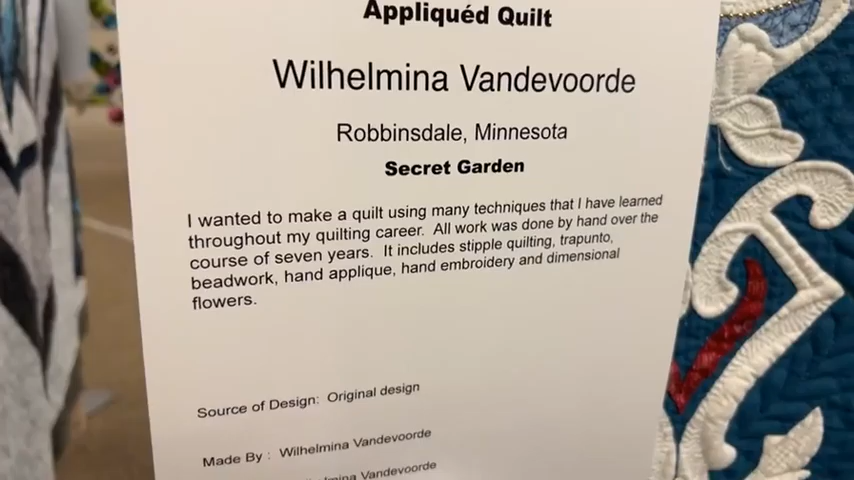 Appliquéd Quilt
Wilhelmina Vandevoorde
Robbinsdale, Minnesota
Secret Garden
I wanted to make a quilt using many techniques that I have learned
throughout my quilting career. All work was done by hand over the
course of seven years. It includes stipple quilting, trapunto,
beadwork, hand applique, hand embroidery and dimensional
flowers.
Source of Design: Original design
Made By : Wilhelmina Vandevoorde
Vandevoorde